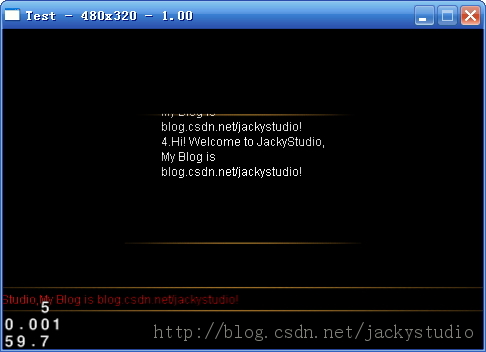 Test - 480x320 - 1.00
My Blog is
blog.csdn.net/jackystudio!
4.Hi! Welcome to JackyStudio,
My Blog is
blog.csdn.net/jackystudio!
Studio,My Blog is blog.csdn.net/jackystudio!
5
0.001
59.7
http://blog.csdn.net/jackystudio